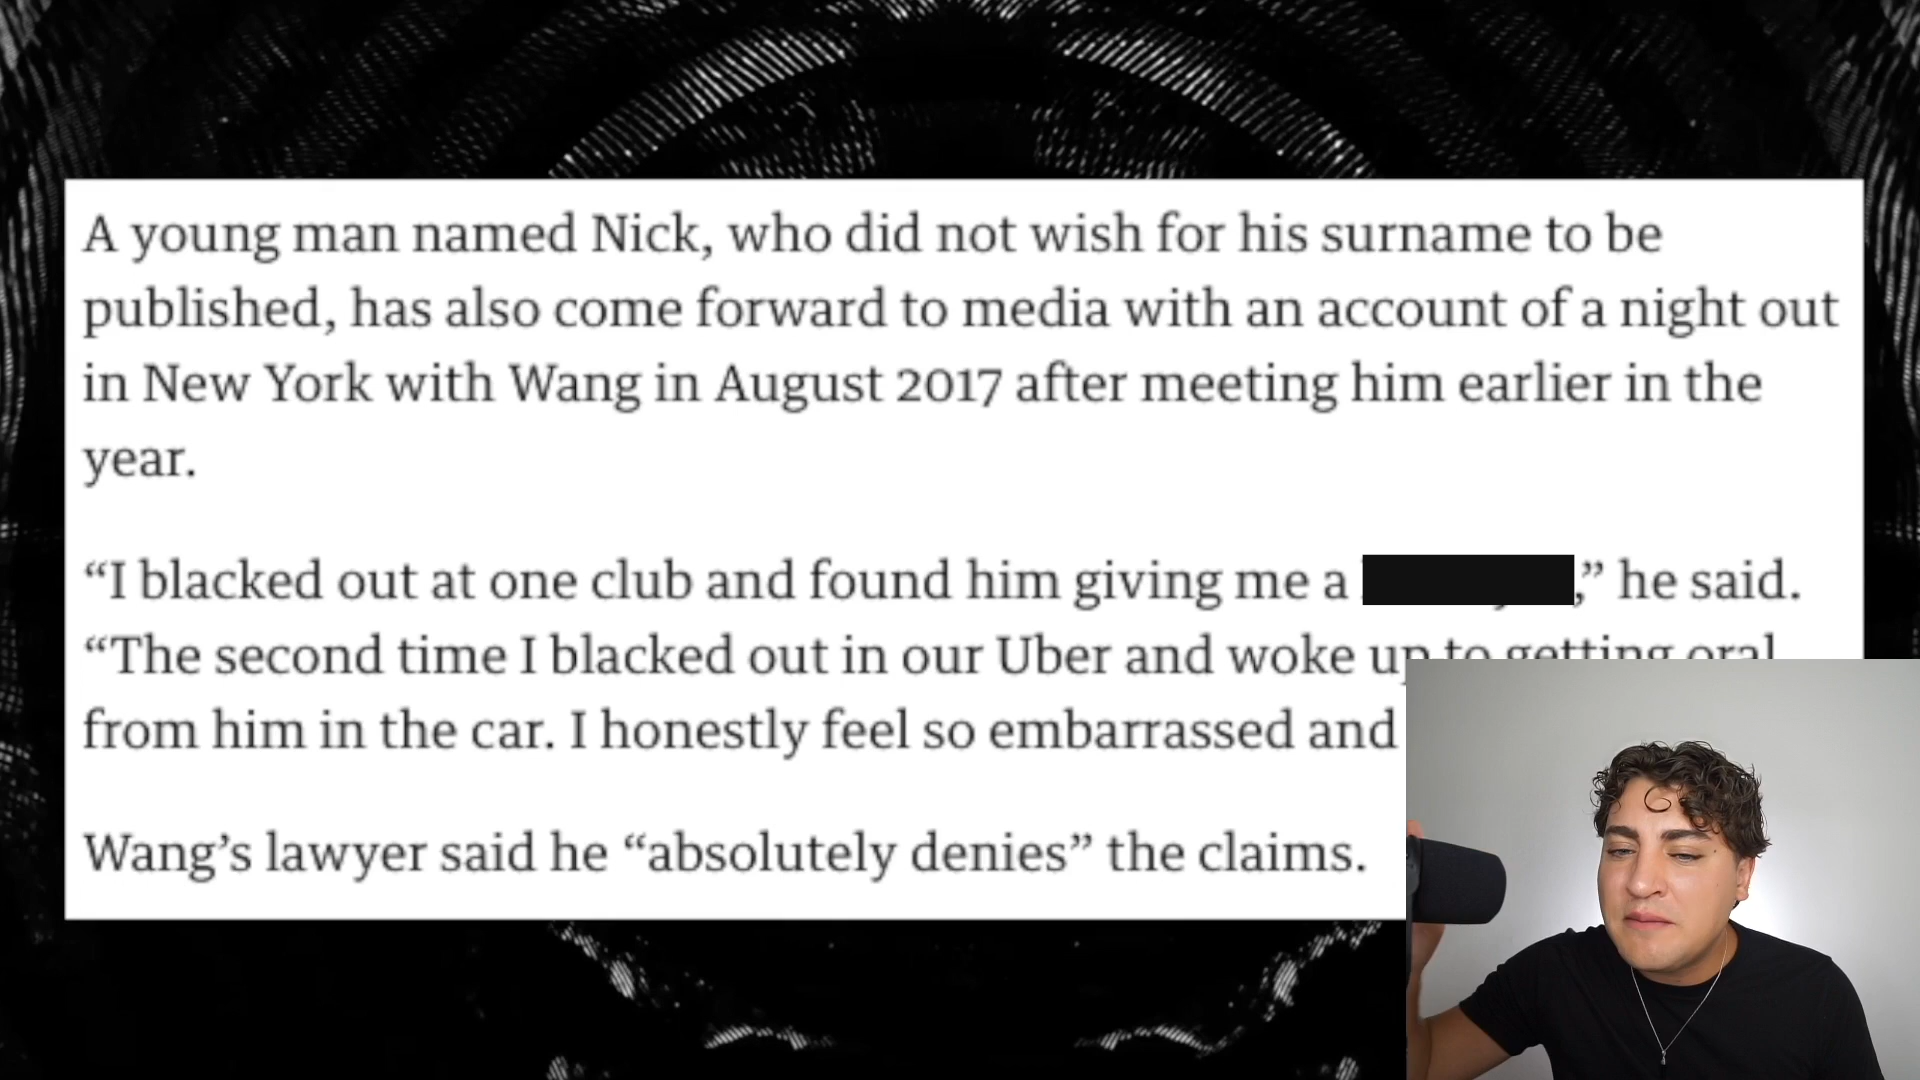 A young man named Nick, who did not wish for his surname to be
published, has also come forward to media with an account of a night out
in New York with Wang in August 2017 after meeting him earlier in the
year.
“I blacked out at one club and found him giving me a ,” he said.
“The second time I blacked out in our Uber and woke up to getting oral
from him in the car. I honestly feel so embarrassed and
Wang’s lawyer said he “absolutely denies” the claims.